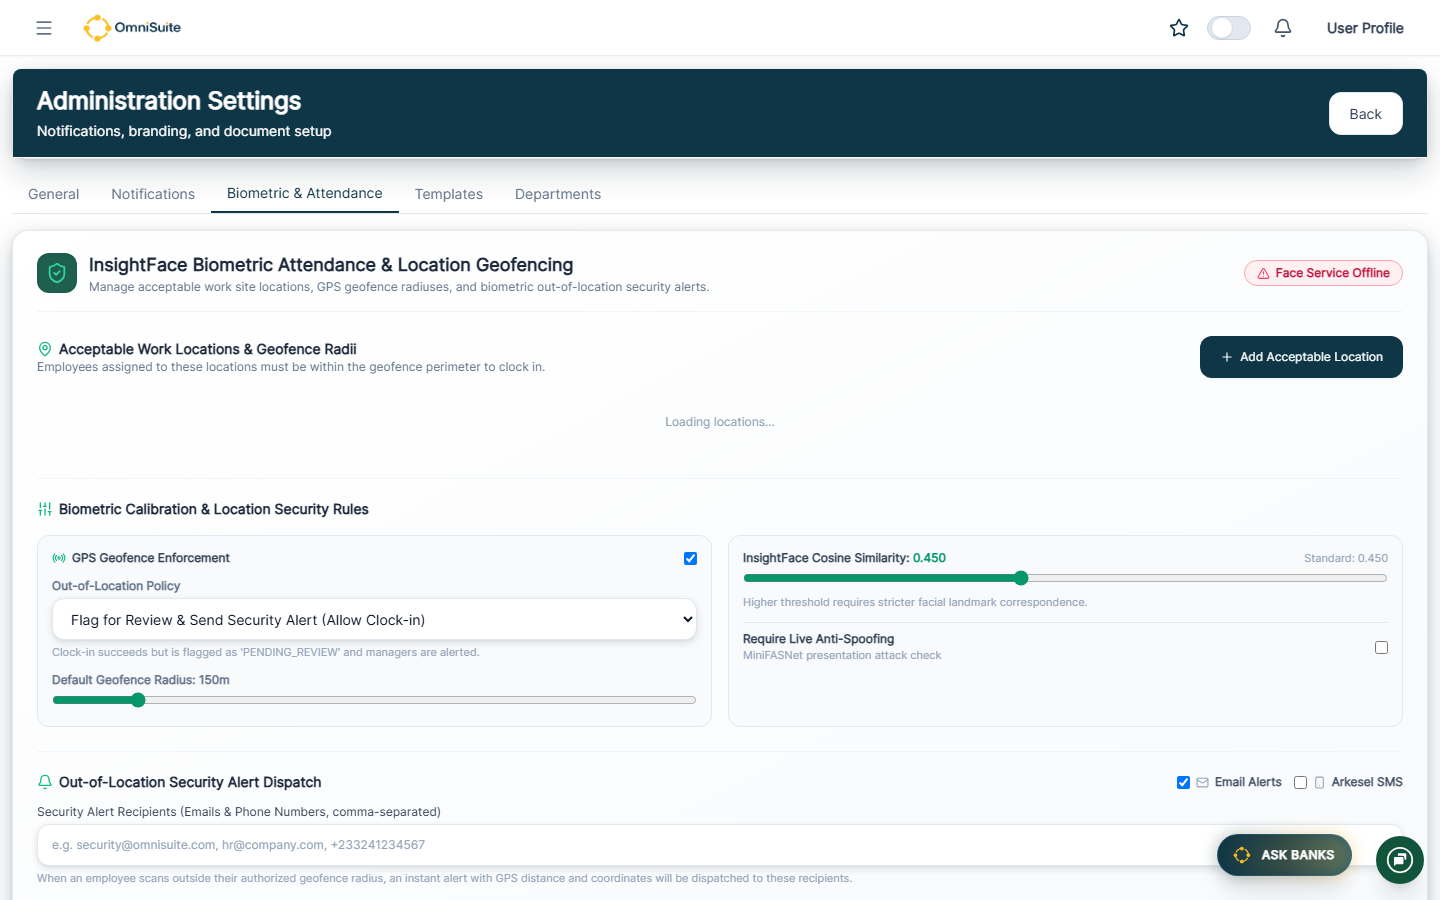 OmniSuite
User Profile
Administration Settings
Notifications, branding, and document setup
Back
General
Notifications
Biometric & Attendance
Templates
Departments
InsightFace Biometric Attendance & Location Geofencing
Manage acceptable work site locations, GPS geofence radiuses, and biometric out-of-location security alerts.
Face Service Offline
Acceptable Work Locations & Geofence Radii
Employees assigned to these locations must be within the geofence perimeter to clock in.
Add Acceptable Location
Loading locations...
Biometric Calibration & Location Security Rules
GPS Geofence Enforcement
Out-of-Location Policy
Flag for Review & Send Security Alert (Allow Clock-in)
Clock-in succeeds but is flagged as 'PENDING_REVIEW' and managers are alerted.
Default Geofence Radius: 150m
InsightFace Cosine Similarity: 0.450
Standard: 0.450
Higher threshold requires stricter facial landmark correspondence.
Require Live Anti-Spoofing
MiniFASNet presentation attack check
Out-of-Location Security Alert Dispatch
Email Alerts
Arkesel SMS
Security Alert Recipients (Emails & Phone Numbers, comma-separated)
e.g. security@omnisuite.com, hr@company.com, +233241234567
ASK BANKS
When an employee scans outside their authorized geofence radius, an instant alert with GPS distance and coordinates will be dispatched to these recipients.